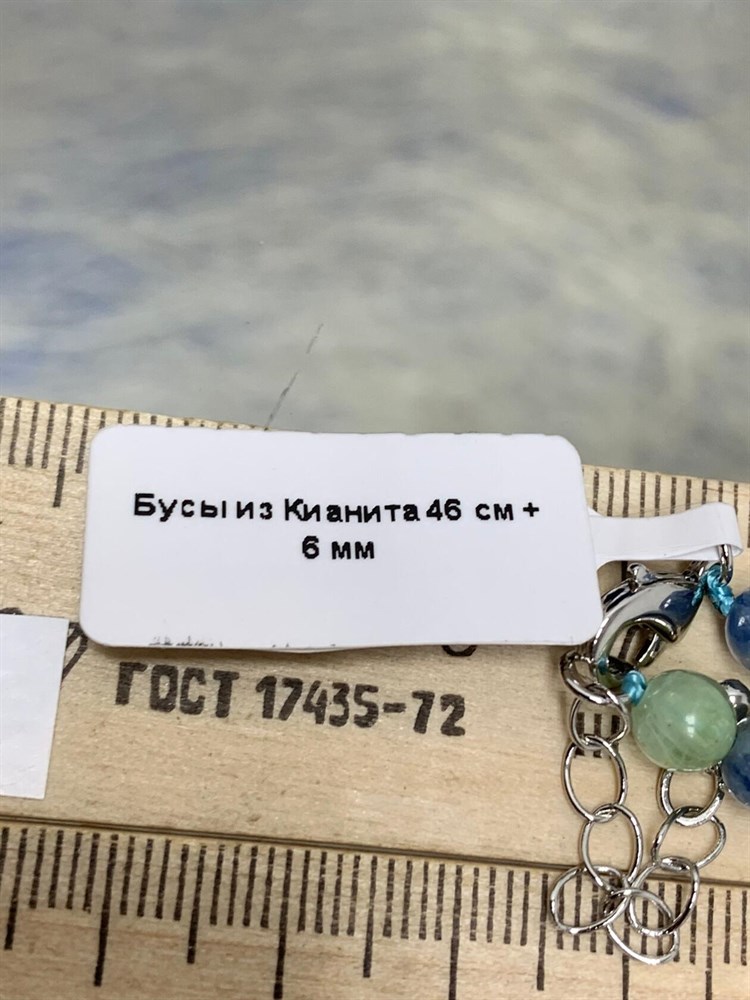 Бусы из Кианита 46 см +
6 мм
ГОСТ 17435-72